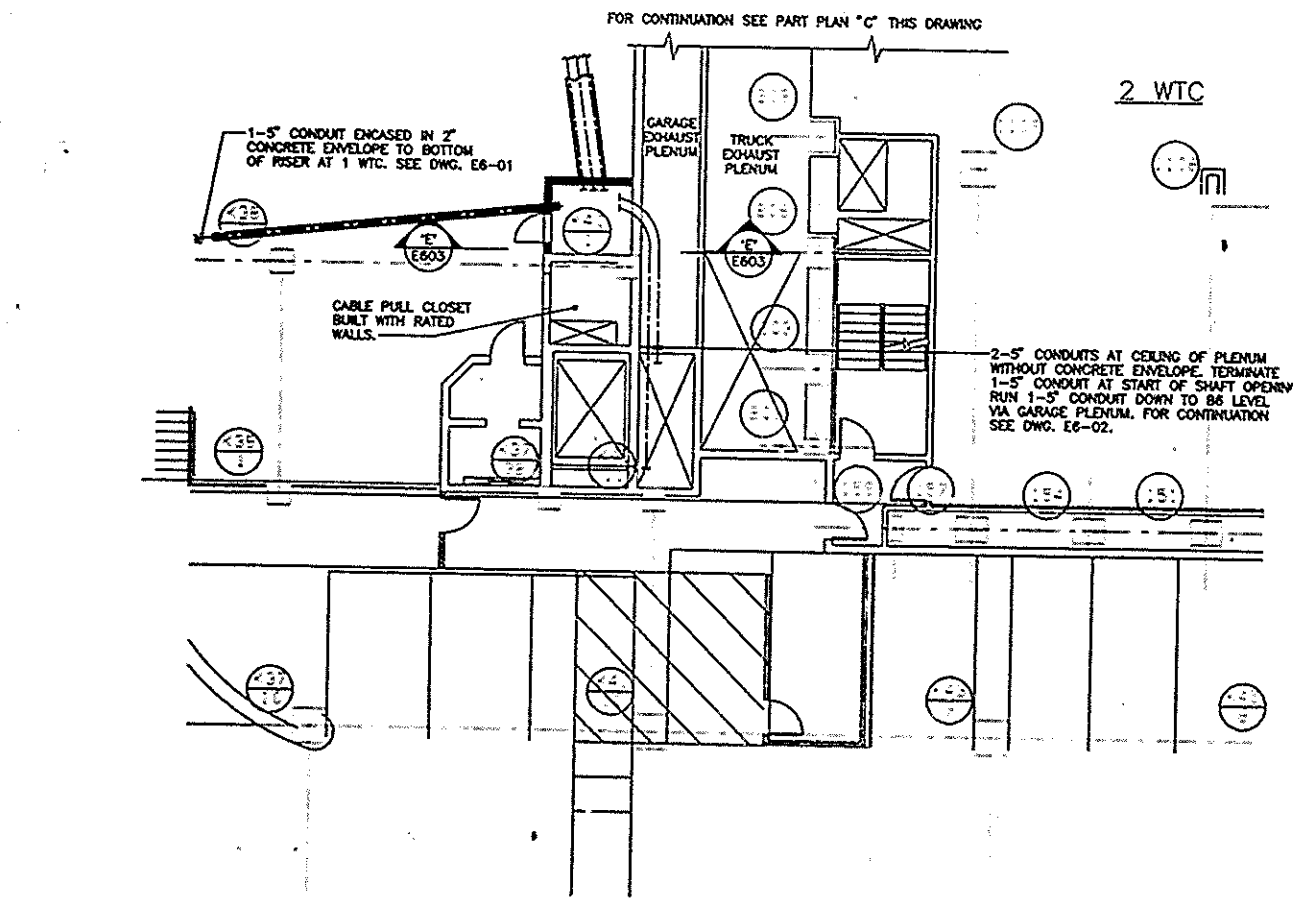 FOR CONTINUATION SEE PART PLAN "C" THIS DRAWING
2 WTC
1-5" CONDUIT ENCASED IN 2"
CONCRETE ENVELOPE TO BOTTOM
OF RISER AT 1 WTC. SEE DWG. E6-01
GARAGE
EXHAUST
PLENUM
TRUCK
EXHAUST
PLENUM
"E"
E603
"E"
E603
CABLE PULL CLOSET
BUILT WITH RATED
WALLS.
2-5" CONDUITS AT CEILING OF PLENUM
WITHOUT CONCRETE ENVELOPE. TERMINATE
1-5" CONDUIT AT START OF SHAFT OPENING
RUN 1-5" CONDUIT DOWN TO B6 LEVEL
VIA GARAGE PLENUM. FOR CONTINUATION
SEE DWG. E6-02.